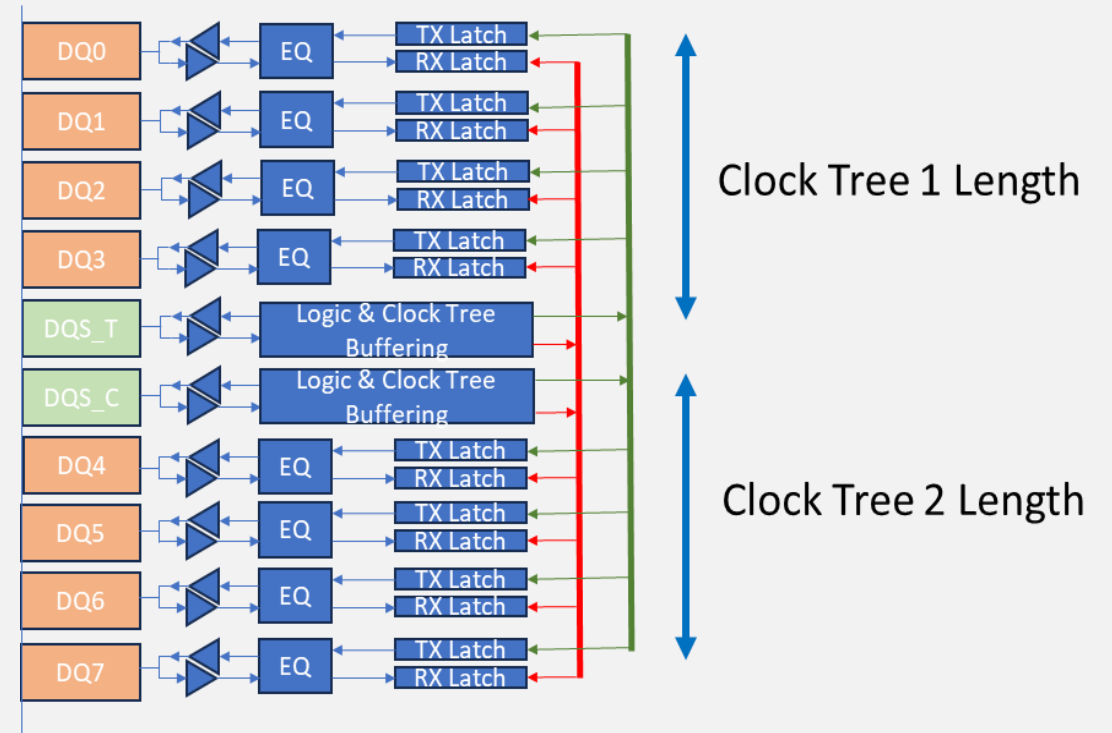 DQ0
EQ
TX Latch
RX Latch
DQ1
EQ
TX Latch
RX Latch
DQ2
EQ
TX Latch
RX Latch
Clock Tree 1 Length
DQ3
EQ
TX Latch
RX Latch
DQS_T
Logic & Clock Tree
Buffering
DQS_C
Logic & Clock Tree
Buffering
DQ4
EQ
TX Latch
RX Latch
Clock Tree 2 Length
DQ5
EQ
TX Latch
RX Latch
DQ6
EQ
TX Latch
RX Latch
DQ7
EQ
TX Latch
RX Latch